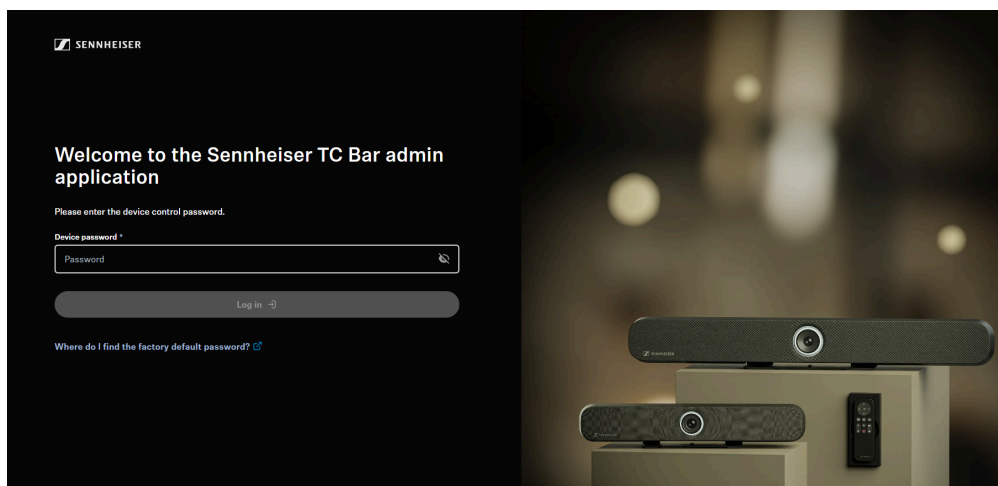 SENNHEISER
Welcome to the Sennheiser TC Bar admin
application
Please enter the device control password.
Device password *
Password
Log in
Where do I find the factory default password?
SENNHEISER